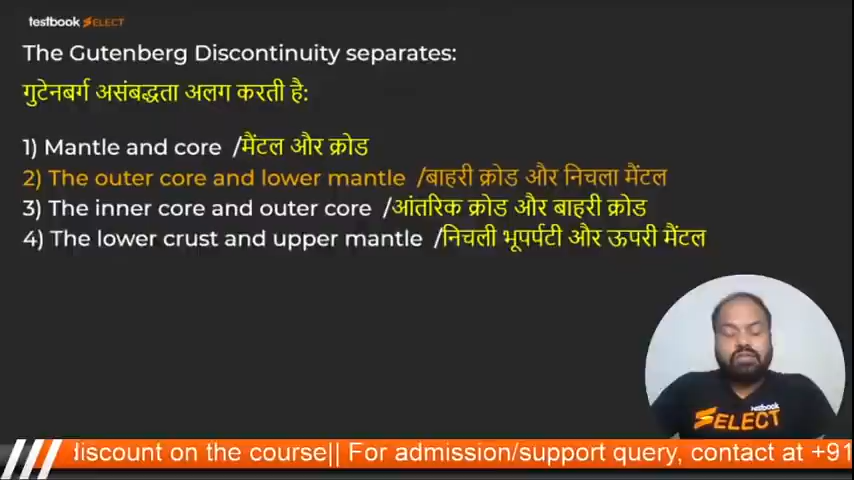 testbook SELECT
The Gutenberg Discontinuity separates:
गुटेनबर्ग असंबद्धता अलग करती है:
1) Mantle and core /मैंटल और क्रोड
2) The outer core and lower mantle /बाहरी क्रोड और निचला मैंटल
3) The inner core and outer core /आंतरिक क्रोड और बाहरी क्रोड
4) The lower crust and upper mantle /निचली भूपर्पटी और ऊपरी मैंटल
testbook
SELECT
discount on the course|| For admission/support query, contact at +91